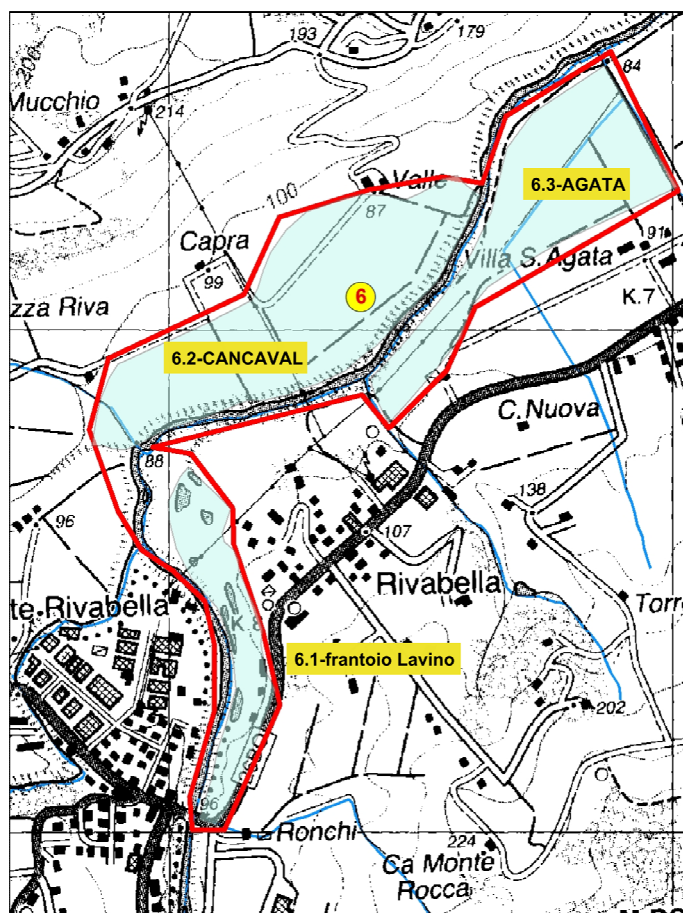 193
179
84
200
Mucchio
214
Valle
6.3-AGATA
100
87
Capra
91
Villa S. Agata
99
K.7
6
zza Riva
6.2-CANCAVAL
C. Nuova
88
138
96
107
Rivabella
te Rivabella
Torre
K 8
6.1-frantoio Lavino
202
96
Ronchi
224
Ca Monte
Rocca